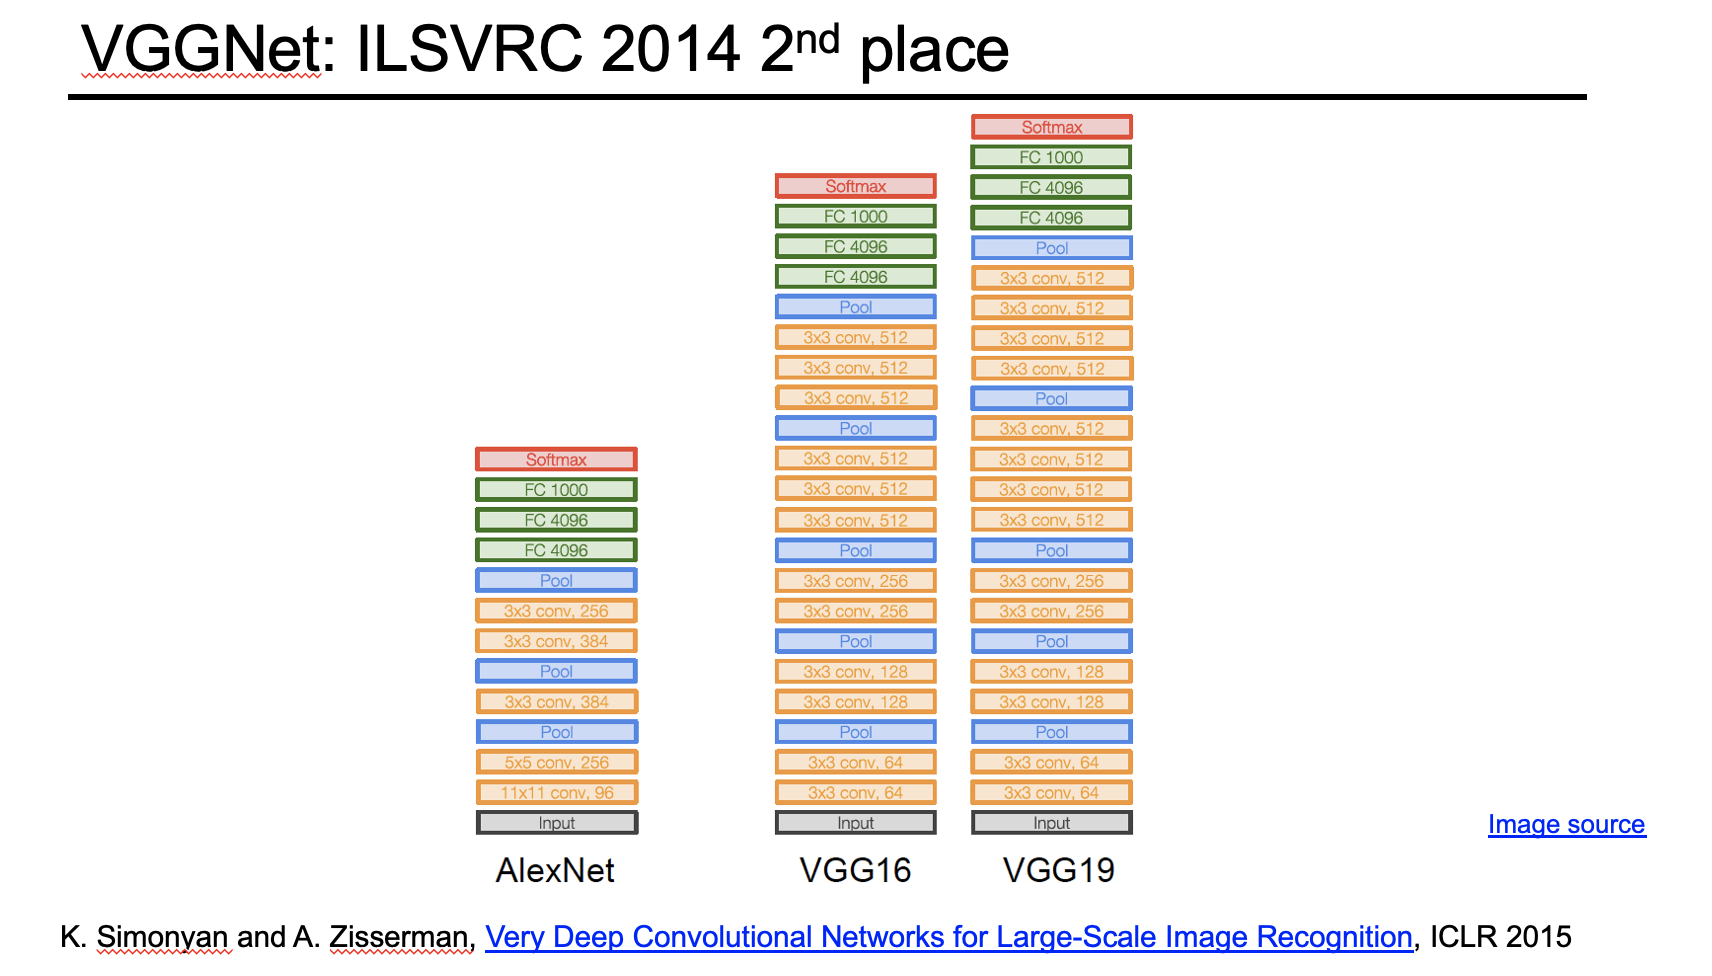 VGGNet: ILSVRC 2014 2nd place
Softmax
FC 1000
FC 4096
FC 4096
Pool
3x3 conv, 256
3x3 conv, 384
Pool
3x3 conv, 384
Pool
5x5 conv, 256
11x11 conv, 96
Input
AlexNet
Softmax
FC 1000
FC 4096
FC 4096
Pool
3x3 conv, 512
3x3 conv, 512
3x3 conv, 512
Pool
3x3 conv, 512
3x3 conv, 512
3x3 conv, 512
Pool
3x3 conv, 256
3x3 conv, 256
Pool
3x3 conv, 128
3x3 conv, 128
Pool
3x3 conv, 64
3x3 conv, 64
Input
VGG16
Softmax
FC 1000
FC 4096
FC 4096
Pool
3x3 conv, 512
3x3 conv, 512
3x3 conv, 512
3x3 conv, 512
Pool
3x3 conv, 512
3x3 conv, 512
3x3 conv, 512
3x3 conv, 512
Pool
3x3 conv, 256
3x3 conv, 256
Pool
3x3 conv, 128
3x3 conv, 128
Pool
3x3 conv, 64
3x3 conv, 64
Input
VGG19
Image source
K. Simonyan and A. Zisserman, Very Deep Convolutional Networks for Large-Scale Image Recognition, ICLR 2015